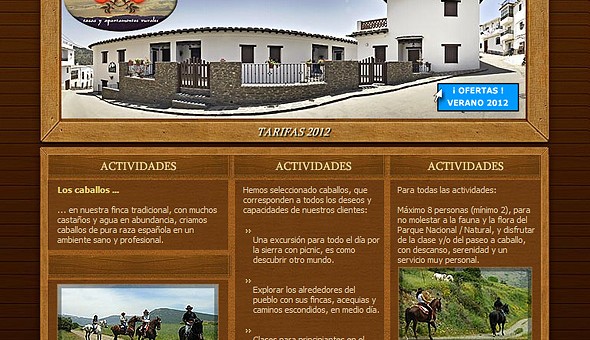 casas y apartamentos rurales
¡ OFERTAS !
VERANO 2012
TARIFAS 2012
ACTIVIDADES
Los caballos ...
... en nuestra finca tradicional, con muchos
castaños y agua en abundancia, criamos
caballos de pura raza española en un
ambiente sano y profesional.
ACTIVIDADES
Hemos seleccionado caballos, que
corresponden a todos los deseos y
capacidades de nuestros clientes:
››
Una excursión para todo el día por
la sierra con picnic, es como
descubrir otro mundo.
››
Explorar los alrededores del
pueblo con sus fincas, acequias y
caminos escondidos, en medio día.
››
Clases para principiantes en el
ACTIVIDADES
Para todas las actividades:
Máximo 8 personas (mínimo 2), para
no molestar a la fauna y la flora del
Parque Nacional / Natural, y disfrutar
de la clase y/o del paseo a caballo,
con descanso, serenidad y un
servicio muy personal.